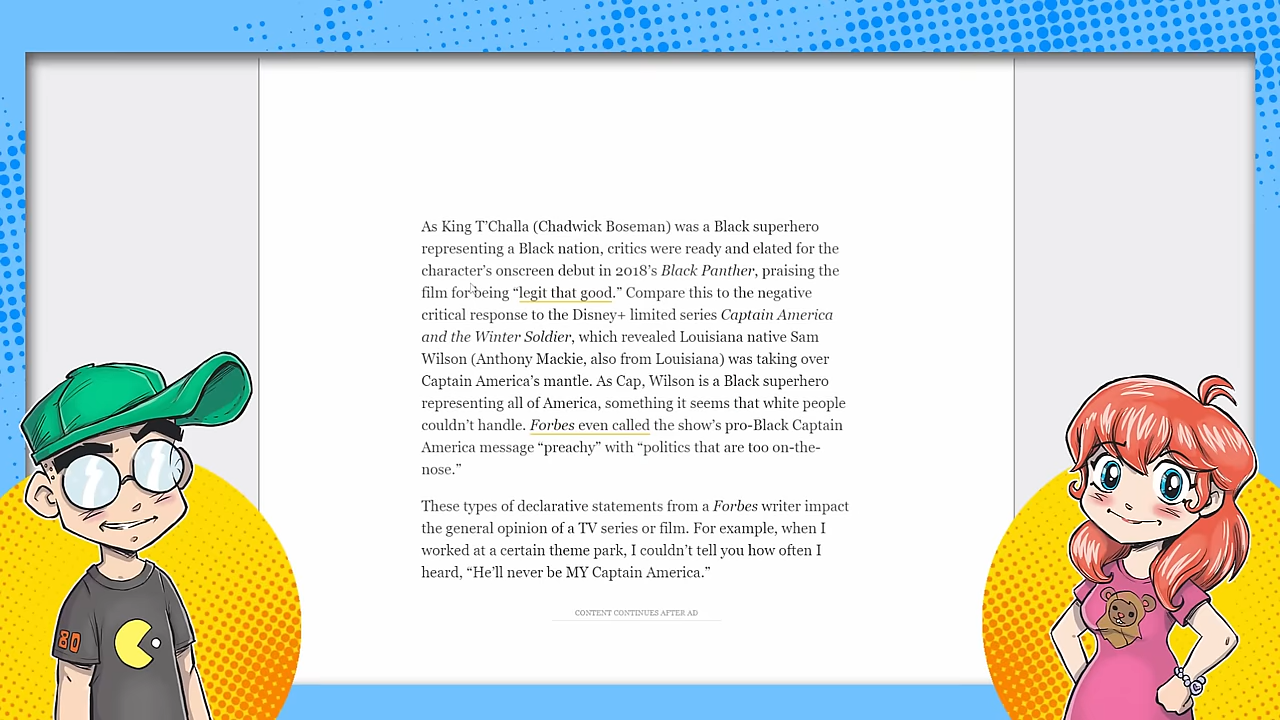 As King T’Challa (Chadwick Boseman) was a Black superhero
representing a Black nation, critics were ready and elated for the
character’s onscreen debut in 2018’s Black Panther, praising the
film for being “legit that good.” Compare this to the negative
critical response to the Disney+ limited series Captain America
and the Winter Soldier, which revealed Louisiana native Sam
Wilson (Anthony Mackie, also from Louisiana) was taking over
Captain America’s mantle. As Cap, Wilson is a Black superhero
representing all of America, something it seems that white people
couldn’t handle. Forbes even called the show’s pro-Black Captain
America message “preachy” with “politics that are too on-the-
nose.”
These types of declarative statements from a Forbes writer impact
the general opinion of a TV series or film. For example, when I
worked at a certain theme park, I couldn’t tell you how often I
heard, “He’ll never be MY Captain America.”
CONTENT CONTINUES AFTER AD
80